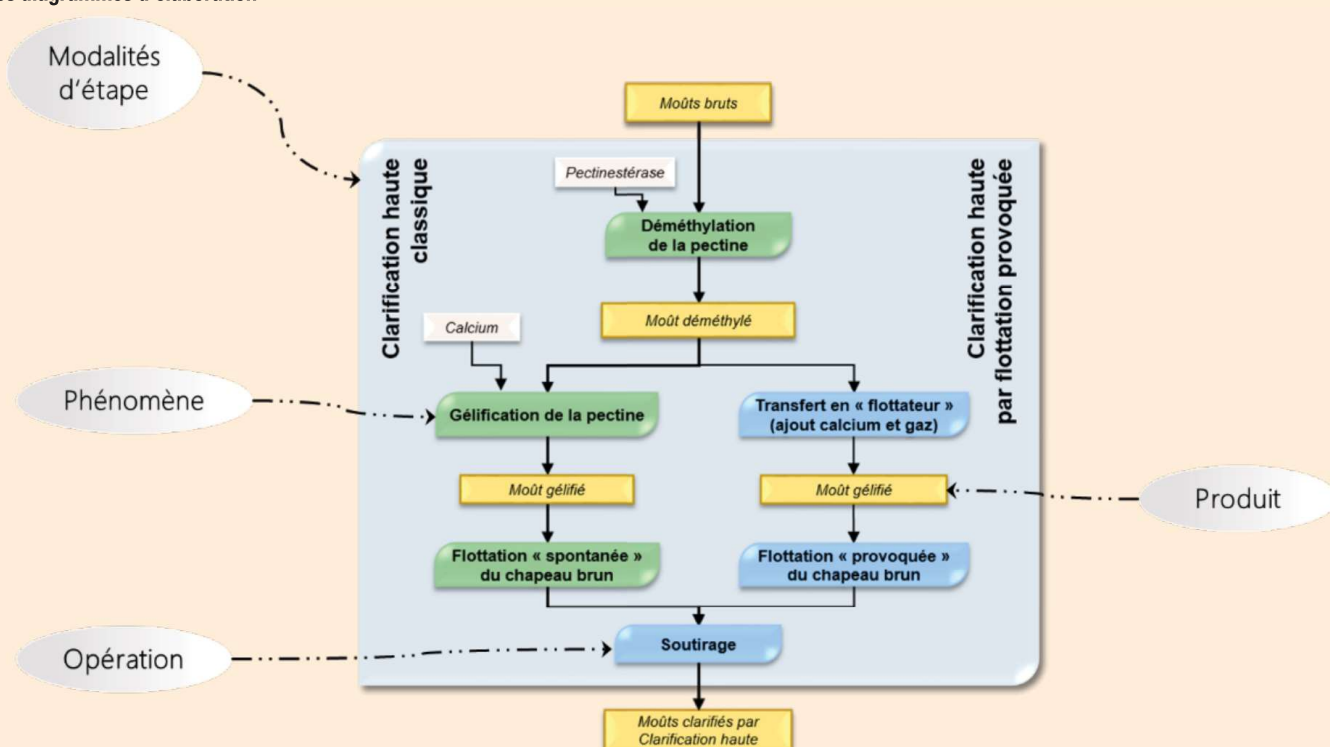 Modalités
d'étape
Moûts bruts
Clarification haute
classique
Pectinestérase
Clarification haute
par flottation provoquée
Déméthylation
de la pectine
Moût déméthylé
Calcium
Phénomène
Gélification de la pectine
Transfert en « flottateur »
(ajout calcium et gaz)
Moût gélifié
Moût gélifié
Produit
Flottation « spontanée »
du chapeau brun
Flottation « provoquée »
du chapeau brun
Opération
Soutirage
Moûts clarifiés par
Clarification haute